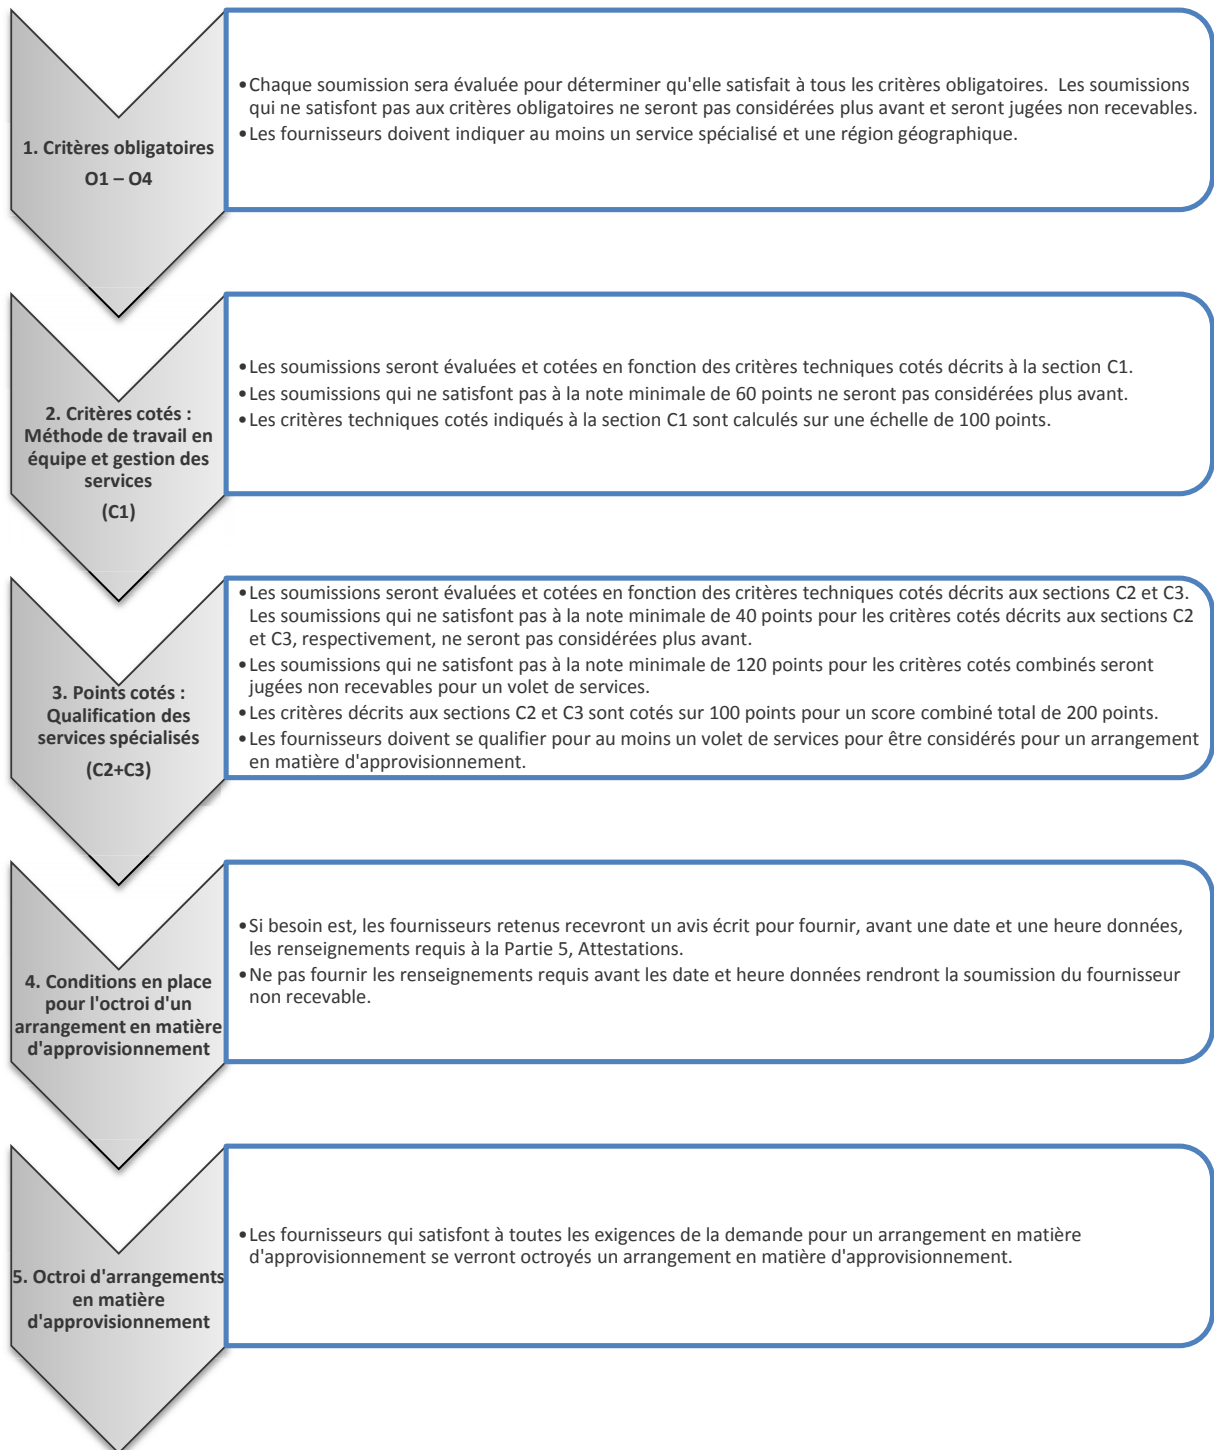 1. Critères obligatoires
O1 – O4
•Chaque soumission sera évaluée pour déterminer qu'elle satisfait à tous les critères obligatoires.  Les soumissions
qui ne satisfont pas aux critères obligatoires ne seront pas considérées plus avant et seront jugées non recevables.
•Les fournisseurs doivent indiquer au moins un service spécialisé et une région géographique.
2. Critères cotés :
Méthode de travail en
équipe et gestion des
services
(C1)
•Les soumissions seront évaluées et cotées en fonction des critères techniques cotés décrits à la section C1.
•Les soumissions qui ne satisfont pas à la note minimale de 60 points ne seront pas considérées plus avant.
•Les critères techniques cotés indiqués à la section C1 sont calculés sur une échelle de 100 points.
3. Points cotés :
Qualification des
services spécialisés
(C2+C3)
•Les soumissions seront évaluées et cotées en fonction des critères techniques cotés décrits aux sections C2 et C3.
Les soumissions qui ne satisfont pas à la note minimale de 40 points pour les critères cotés décrits aux sections C2
et C3, respectivement, ne seront pas considérées plus avant.
•Les soumissions qui ne satisfont pas à la note minimale de 120 points pour les critères cotés combinés seront
jugées non recevables pour un volet de services.
•Les critères décrits aux sections C2 et C3 sont cotés sur 100 points pour un score combiné total de 200 points.
•Les fournisseurs doivent se qualifier pour au moins un volet de services pour être considérés pour un arrangement
en matière d'approvisionnement.
4. Conditions en place
pour l'octroi d'un
arrangement en matière
d'approvisionnement
•Si besoin est, les fournisseurs retenus recevront un avis écrit pour fournir, avant une date et une heure données,
les renseignements requis à la Partie 5, Attestations.
•Ne pas fournir les renseignements requis avant les date et heure données rendront la soumission du fournisseur
non recevable.
5. Octroi d'arrangements
en matière
d'approvisionnement
•Les fournisseurs qui satisfont à toutes les exigences de la demande pour un arrangement en matière
d'approvisionnement se verront octroyés un arrangement en matière d'approvisionnement.